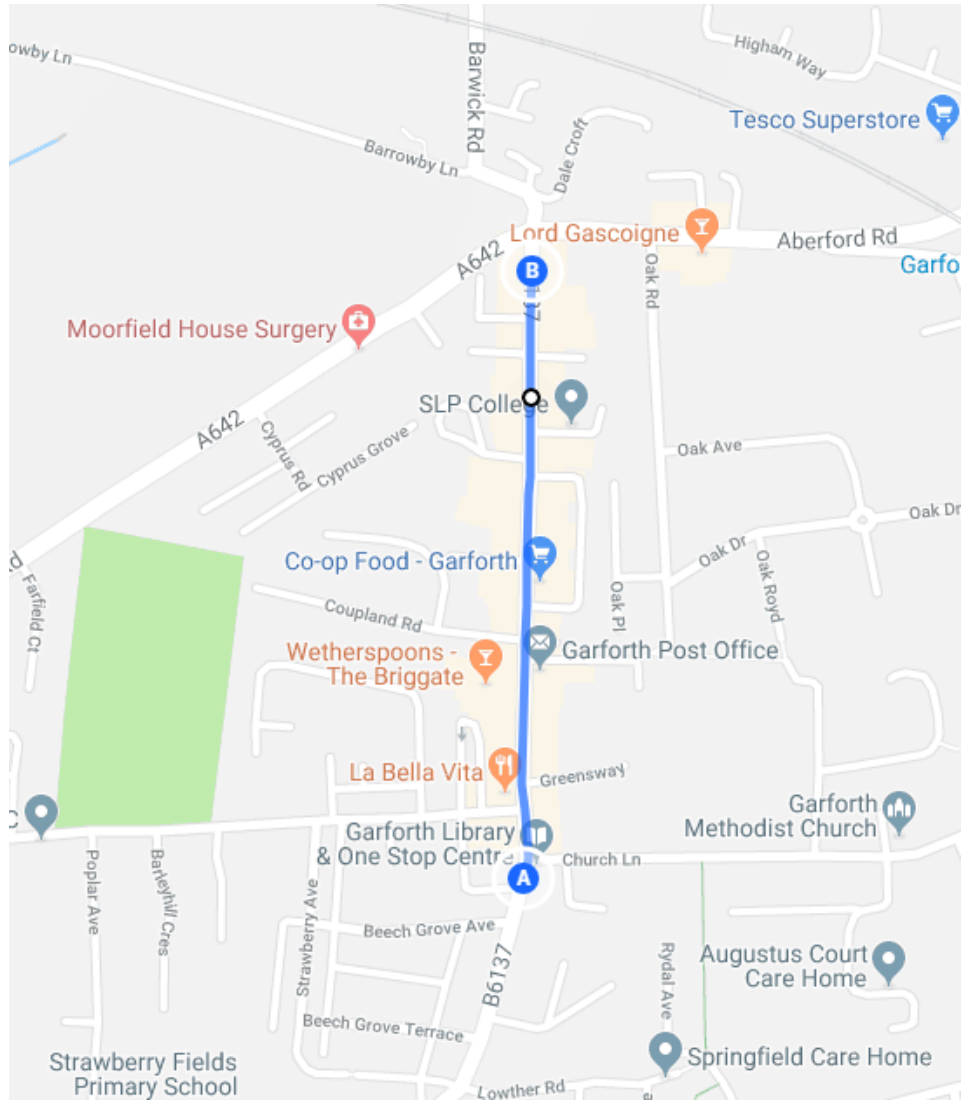 owby Ln
Barwick Rd
Higham Way
Tesco Superstore
Barrowby Ln
Dale Croft
Lord Gascoigne
Aberford Rd
A642
Oak Rd
Garfo
B
Moorfield House Surgery
SLP College
A642
Cyprus Rd
Cyprus Grove
Oak Ave
Oak Dr
Oak Dr
Co-op Food - Garforth
Oak Pl
Oak Royd
Farfield Ct
Coupland Rd
Wetherspoons -
The Briggate
Garforth Post Office
La Bella Vita
Greensway
Garforth
Methodist Church
Garforth Library
& One Stop Centre
Church Ln
A
Poplar Ave
Barleyhill Cres
Strawberry Ave
Beech Grove Ave
B6137
Rydal Ave
Augustus Court
Care Home
Beech Grove Terrace
Springfield Care Home
Strawberry Fields
Primary School
Lowther Rd